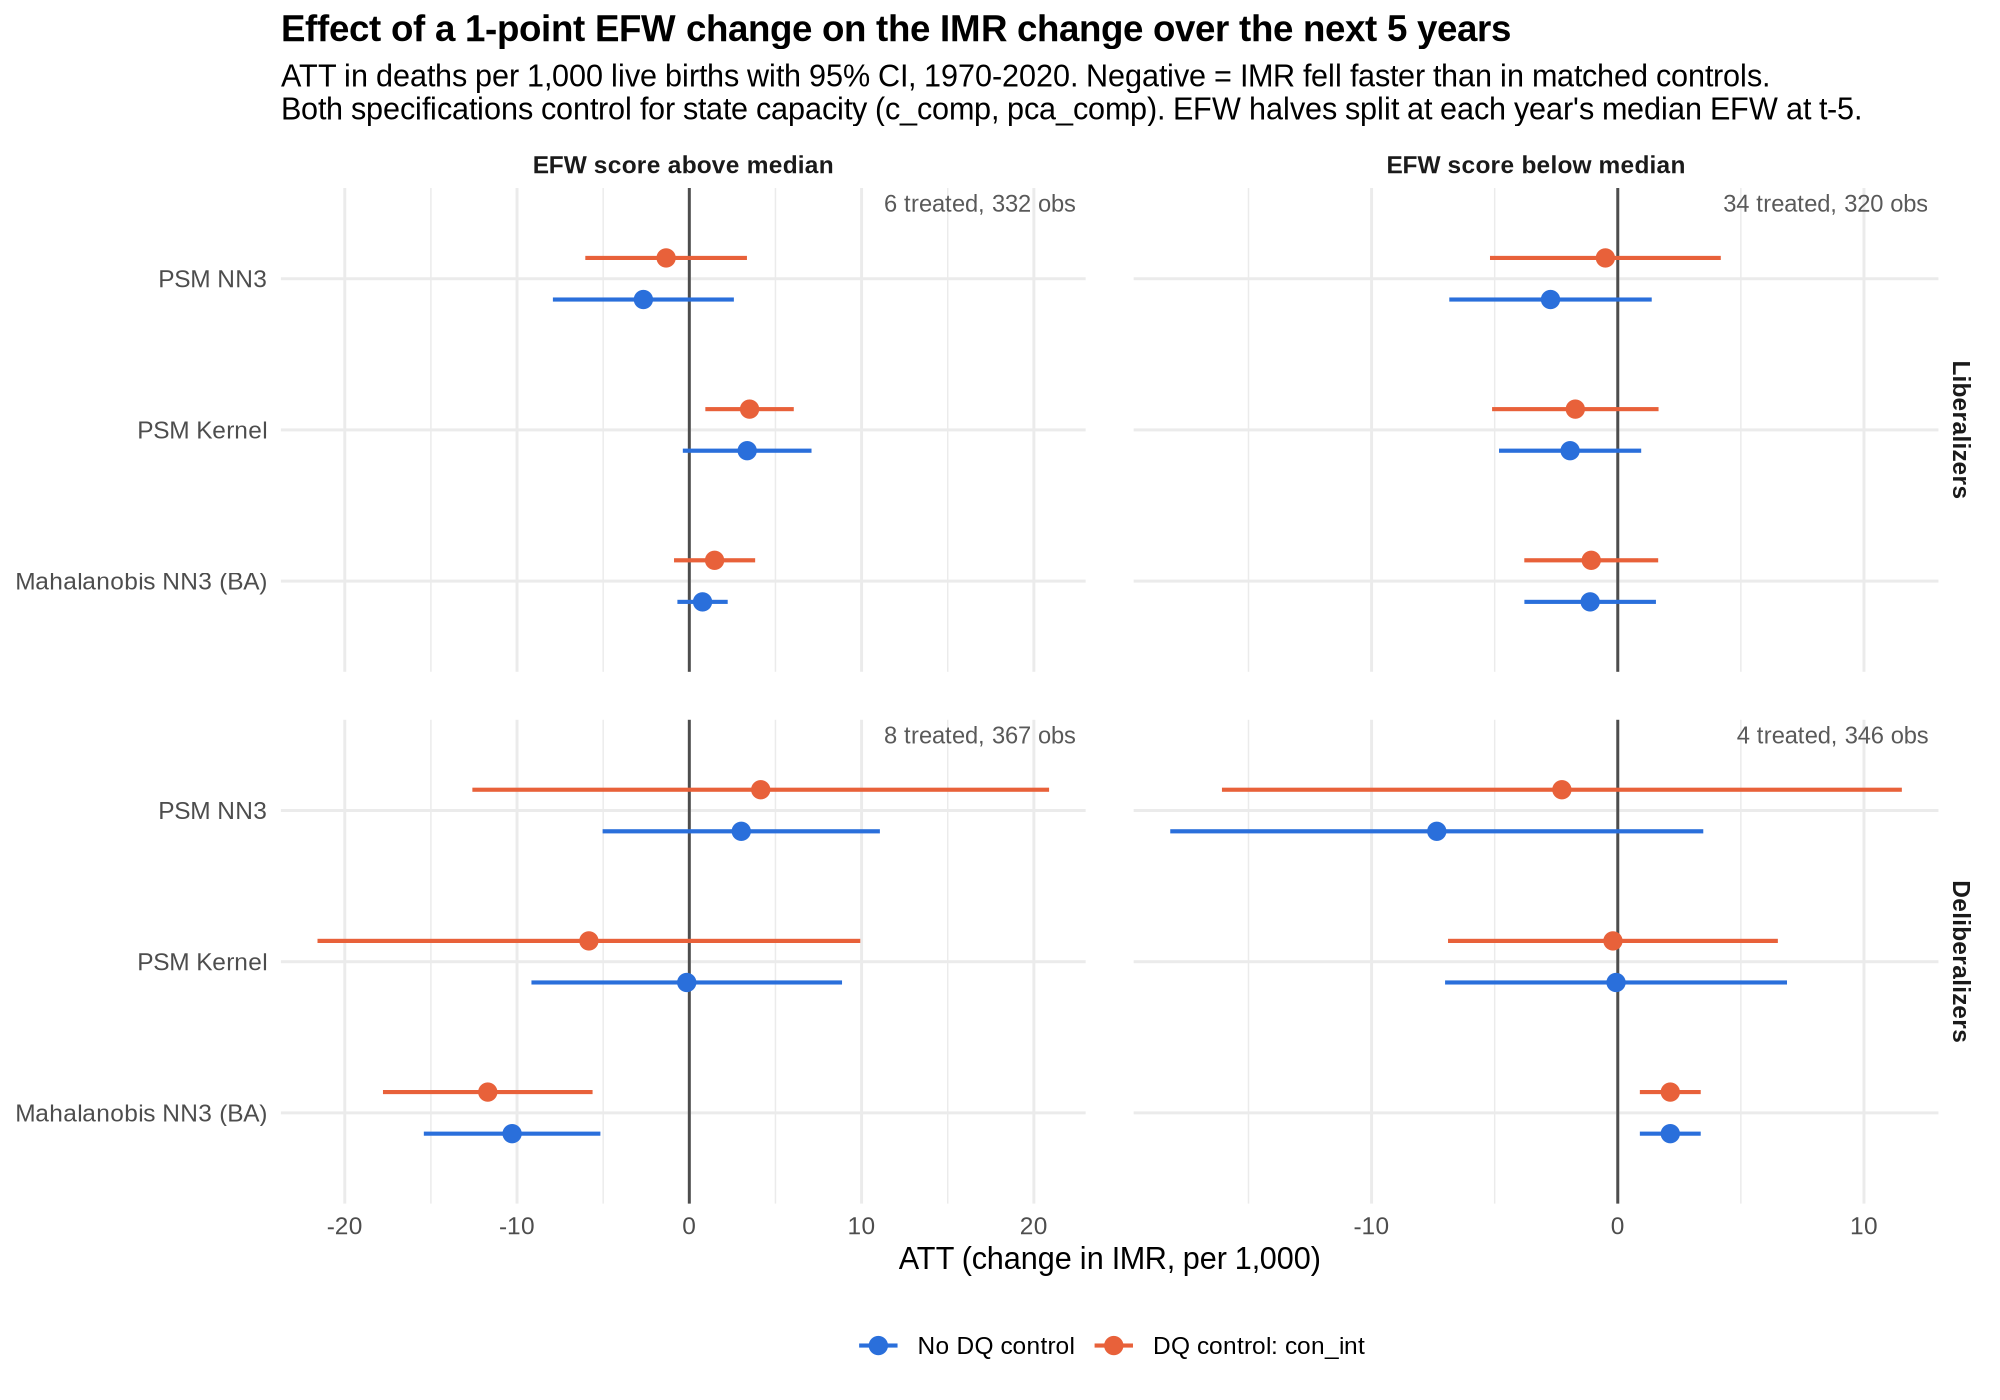 Effect of a 1-point EFW change on the IMR change over the next 5 years
ATT in deaths per 1,000 live births with 95% CI, 1970-2020. Negative = IMR fell faster than in matched controls.
Both specifications control for state capacity (c_comp, pca_comp). EFW halves split at each year's median EFW at t-5.
EFW score above median
EFW score below median
6 treated, 332 obs
34 treated, 320 obs
PSM NN3
PSM Kernel
Mahalanobis NN3 (BA)
Liberalizers
8 treated, 367 obs
4 treated, 346 obs
PSM NN3
PSM Kernel
Mahalanobis NN3 (BA)
Deliberalizers
-20 -10 0 10 20
-10 0 10
ATT (change in IMR, per 1,000)
No DQ control
DQ control: con_int